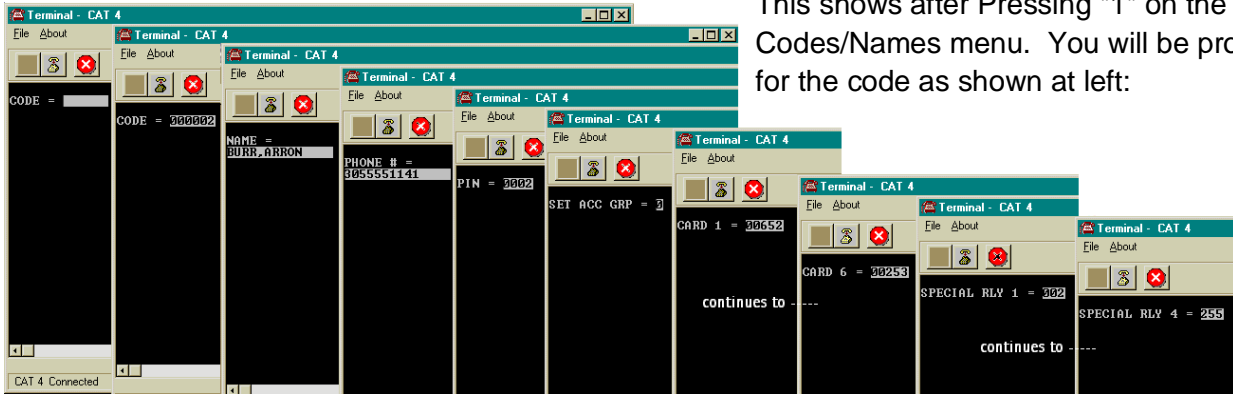 This shows after Pressing "1" on the
Codes/Names menu. You will be pro
for the code as shown at left:
Terminal - CAT 4
File About
CODE =
CAT 4 Connected
Terminal - CAT 4
File About
CODE = 000002
Terminal - CAT 4
File About
NAME =
BURR,ARRON
Terminal - CAT 4
File About
PHONE # =
3055551141
Terminal - CAT 4
File About
PIN = 0002
Terminal - CAT 4
File About
SET ACC GRP = 0
Terminal - CAT 4
File About
CARD 1 = 00652
continues to -----
Terminal - CAT 4
File About
CARD 6 = 00253
Terminal - CAT 4
File About
SPECIAL RLY 1 = 002
continues to -----
Terminal - CAT 4
File About
SPECIAL RLY 4 = 255